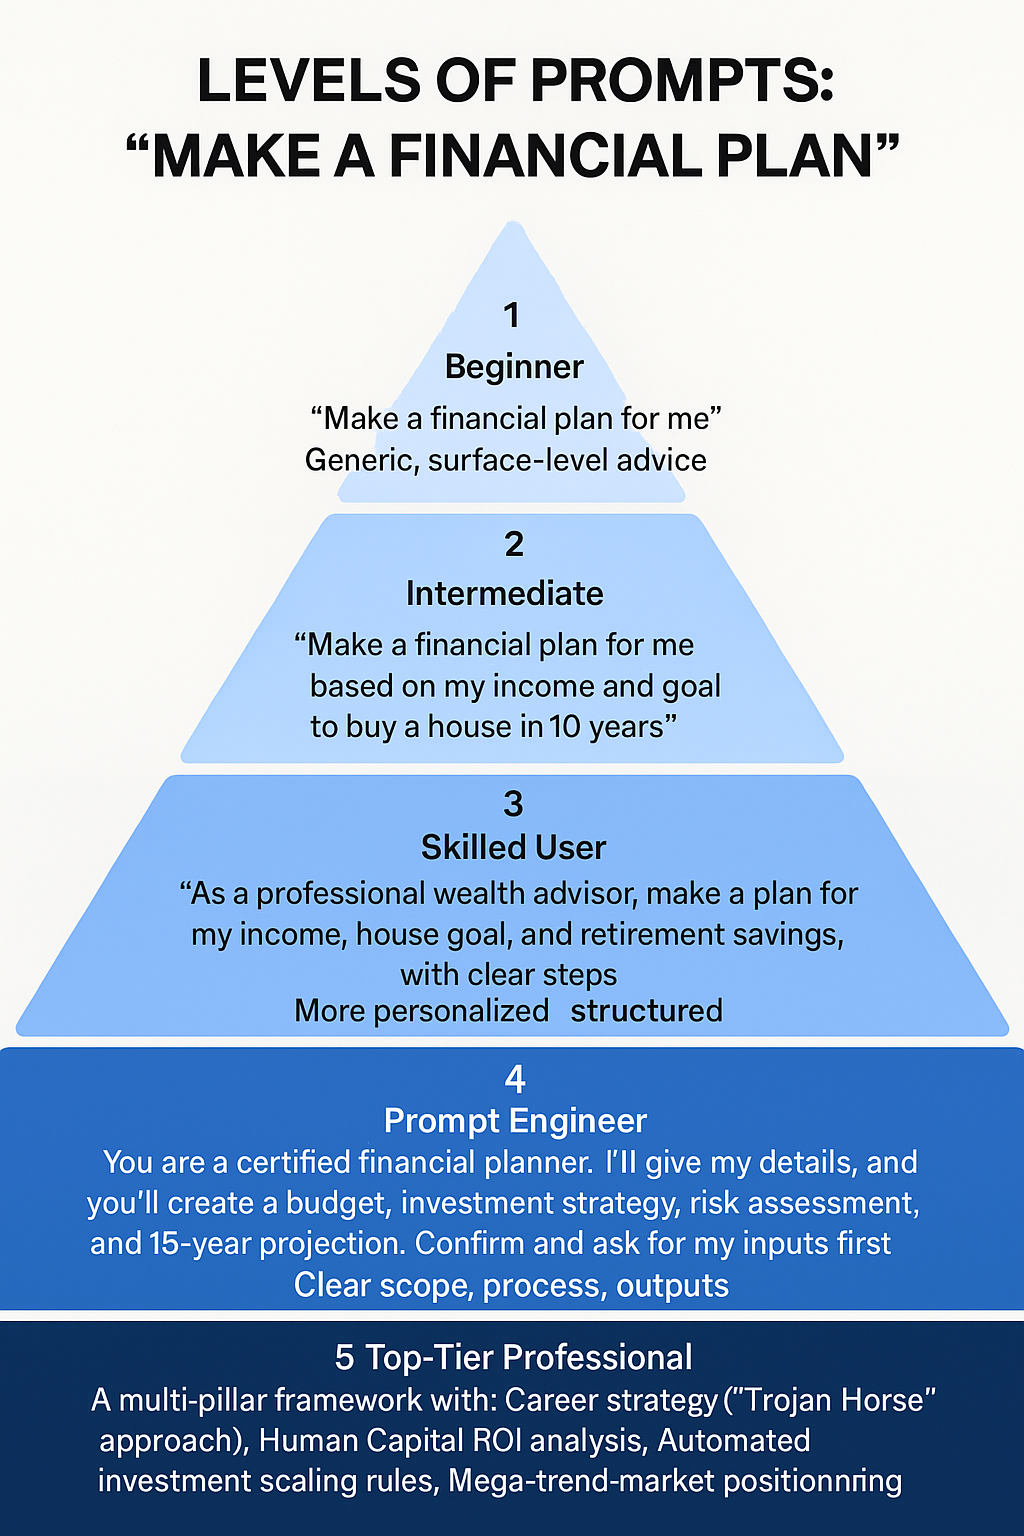 LEVELS OF PROMPTS:
“MAKE A FINANCIAL PLAN”
1
Beginner
“Make a financial plan for me”
Generic, surface-level advice
2
Intermediate
“Make a financial plan for me
based on my income and goal
to buy a house in 10 years”
3
Skilled User
“As a professional wealth advisor, make a plan for
my income, house goal, and retirement savings,
with clear steps
More personalized structured
4
Prompt Engineer
You are a certified financial planner. I’ll give my details, and
you’ll create a budget, investment strategy, risk assessment,
and 15-year projection. Confirm and ask for my inputs first
Clear scope, process, outputs
5 Top-Tier Professional
A multi-pillar framework with: Career strategy ("Trojan Horse"
approach), Human Capital ROI analysis, Automated
investment scaling rules, Mega-trend-market positionnring